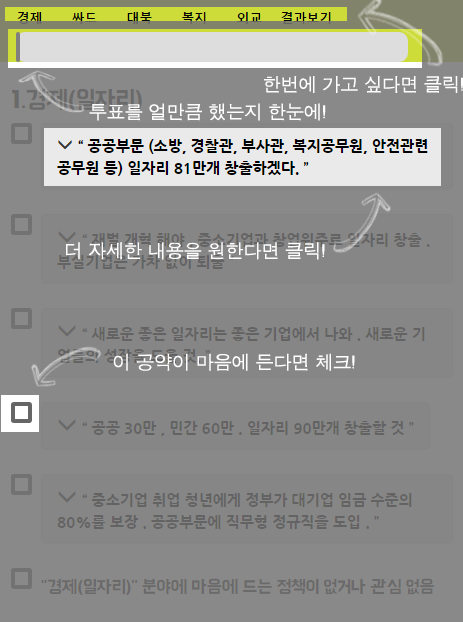 경제 싸드 대북 복지 외교 결과보기
한번에 가고 싶다면 클릭!
1.경제(일자리)
투표를 얼만큼 했는지 한눈에!
“ 공공부문 (소방, 경찰관, 부사관, 복지공무원, 안전관련
공무원 등) 일자리 81만개 창출하겠다. ”
“ 재벌 개혁 해야 . 중소기업과 창업위주로 일자리 창출 .
더 자세한 내용을 원한다면 클릭!
부실기업은 가차 없이 퇴출 ”
“ 새로운 좋은 일자리는 좋은 기업에서 나와 . 새로운 기
업들의 성장을 도울 것 ”
이 공약이 마음에 든다면 체크!
“ 공공 30만 , 민간 60만 . 일자리 90만개 창출할 것 ”
“ 중소기업 취업 청년에게 정부가 대기업 임금 수준의
80%를 보장 . 공공부문에 직무형 정규직을 도입 . ”
"경제(일자리)" 분야에 마음에 드는 정책이 없거나 관심 없음